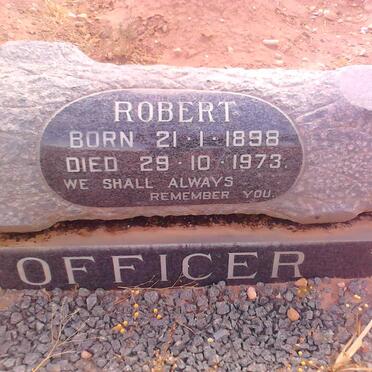 ROBERT
BORN 21·1·1898
DIED 29·10·1973.
WE SHALL ALWAYS
REMEMBER YOU.
OFFICER